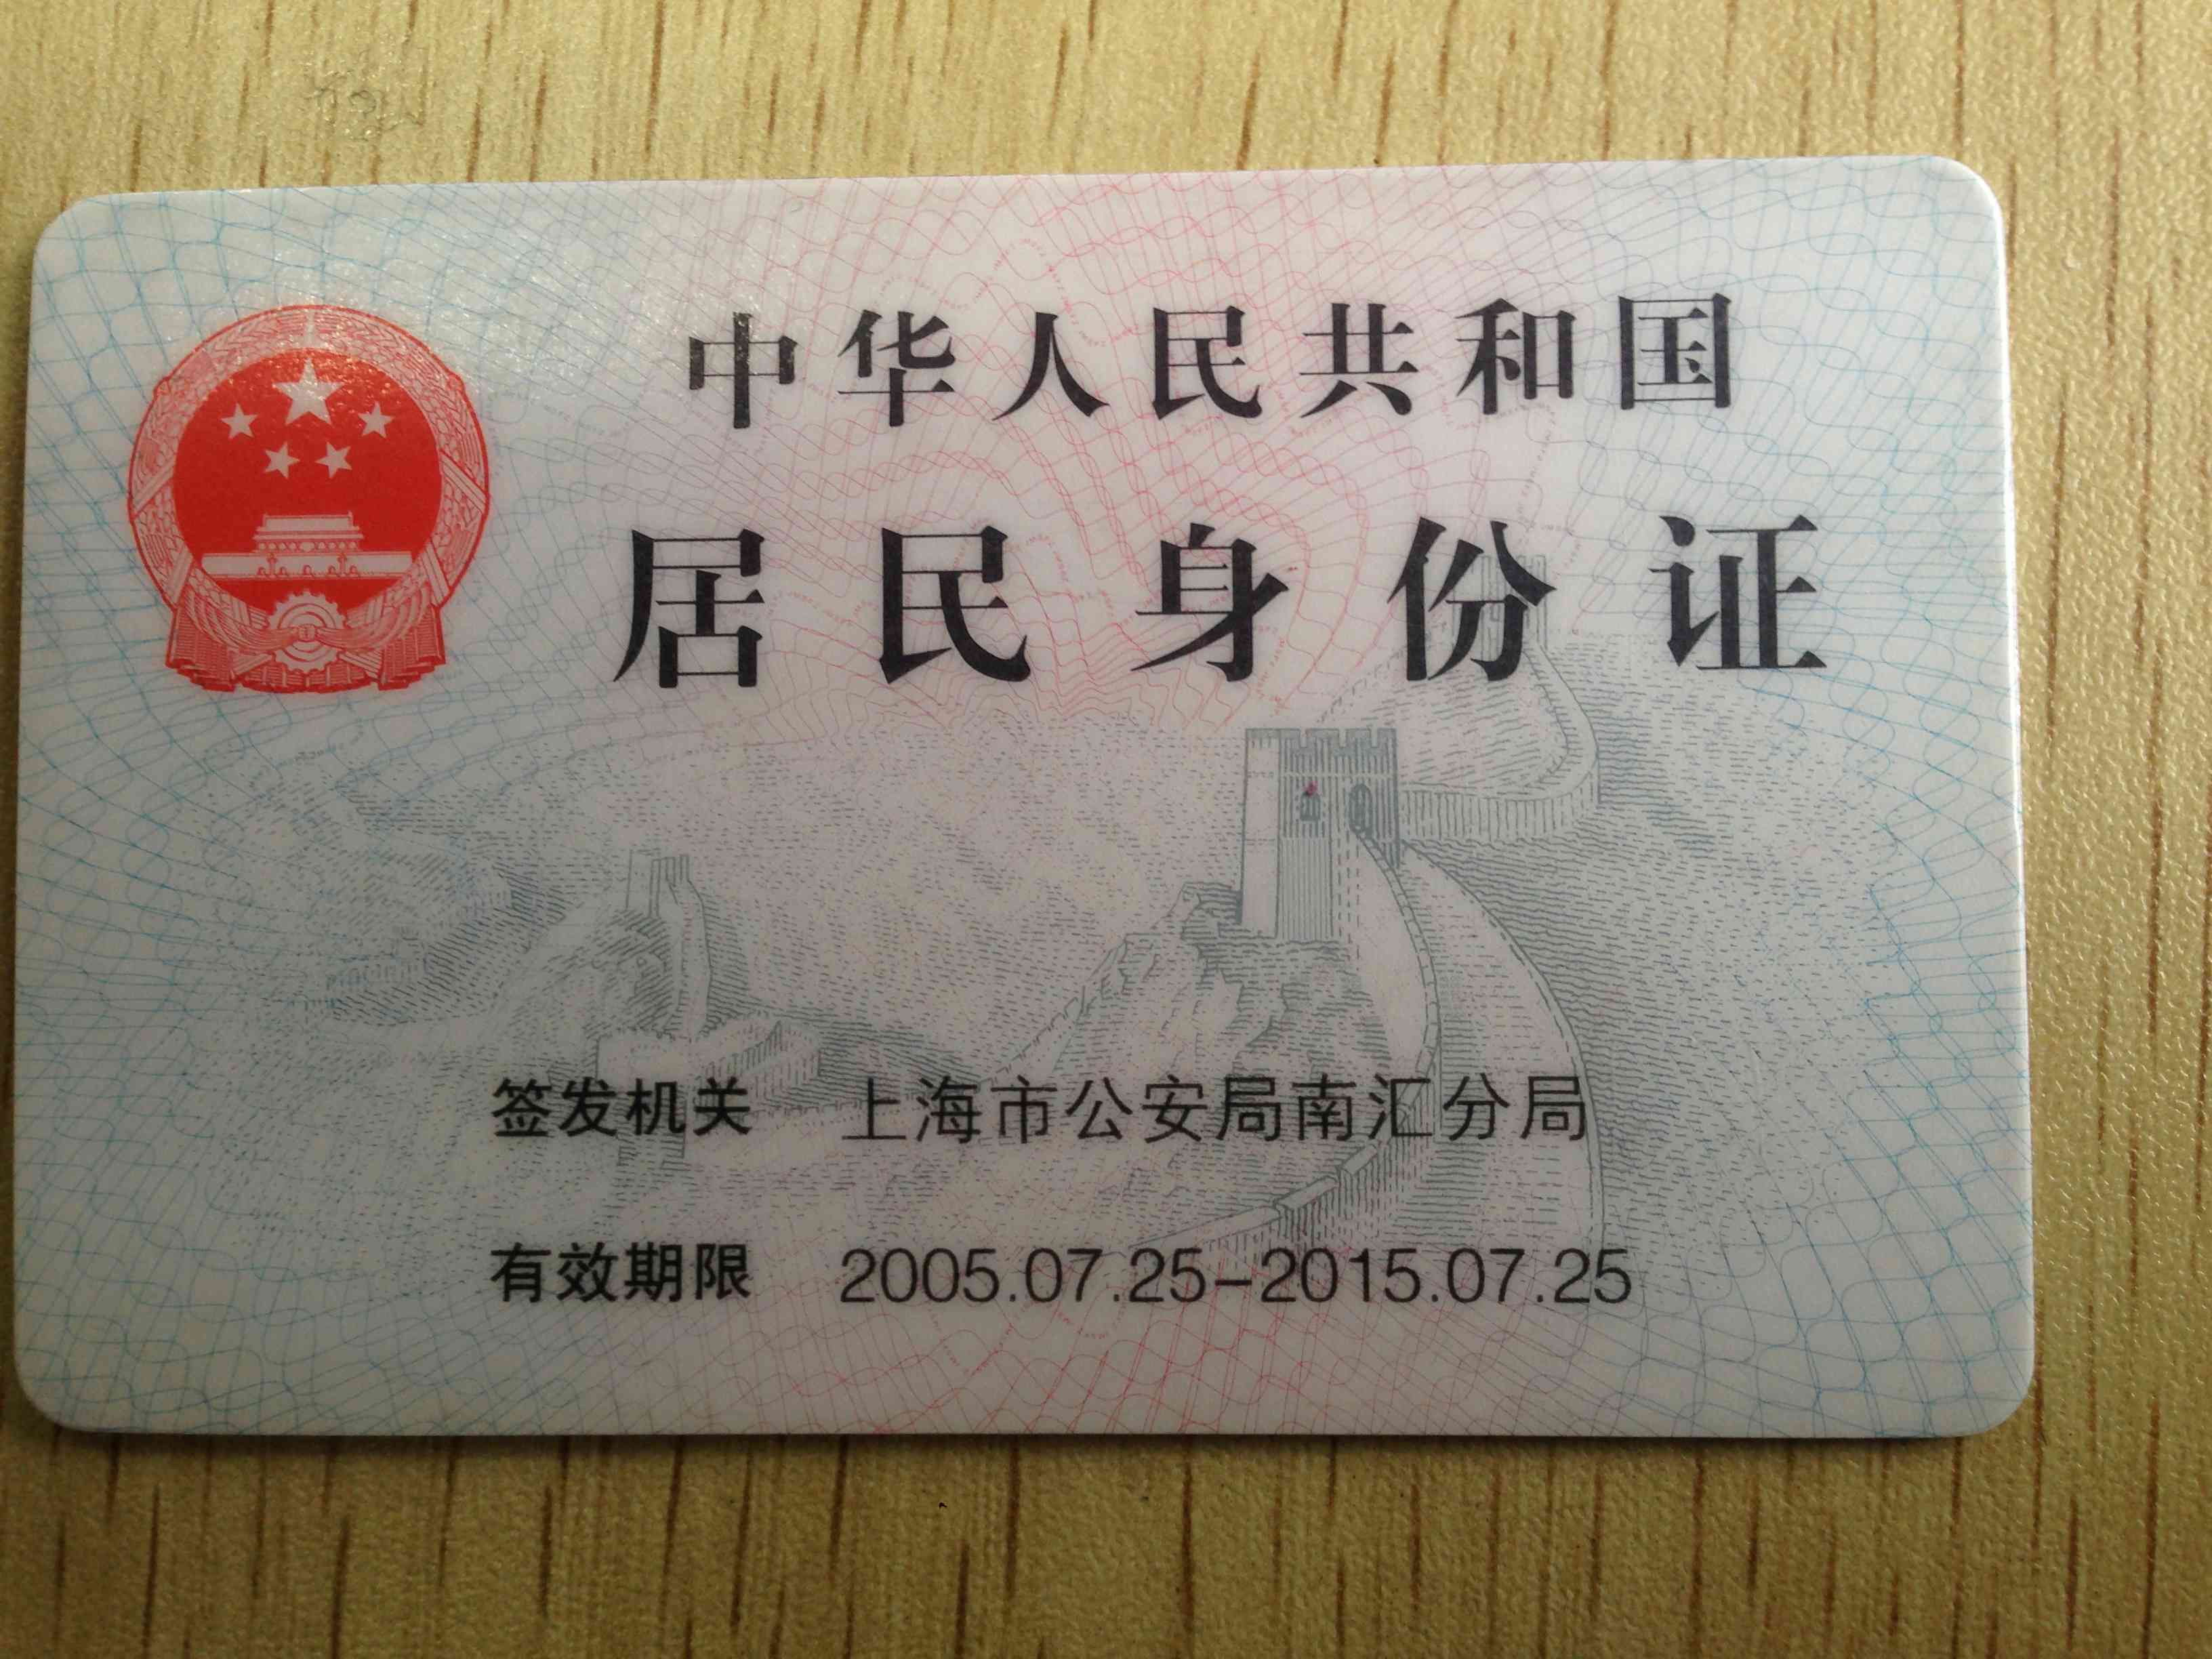 中华人民共和国
居民身份证
签发机关 上海市公安局南汇分局
有效期限 2005.07.25-2015.07.25